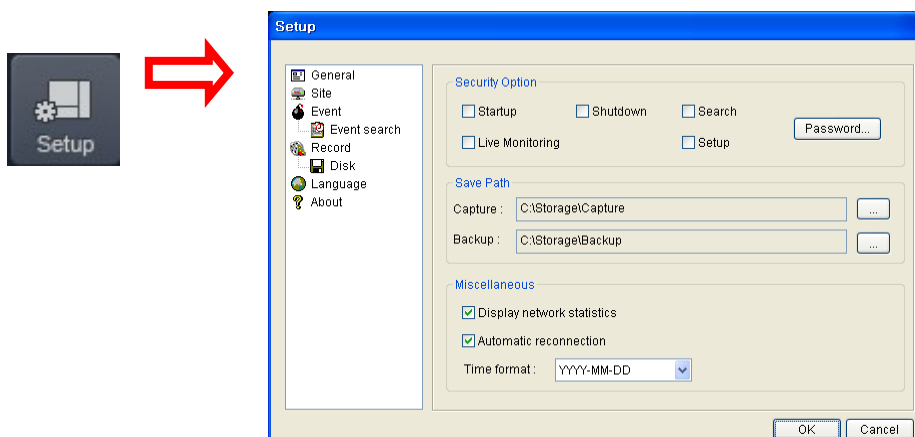 Setup
Setup
General
Site
Event
Event search
Record
Disk
Language
About
Security Option
Startup
Shutdown
Search
Live Monitoring
Setup
Password...
Save Path
Capture : C:\Storage\Capture ...
Backup : C:\Storage\Backup ...
Miscellaneous
Display network statistics
Automatic reconnection
Time format : YYYY-MM-DD
OK Cancel